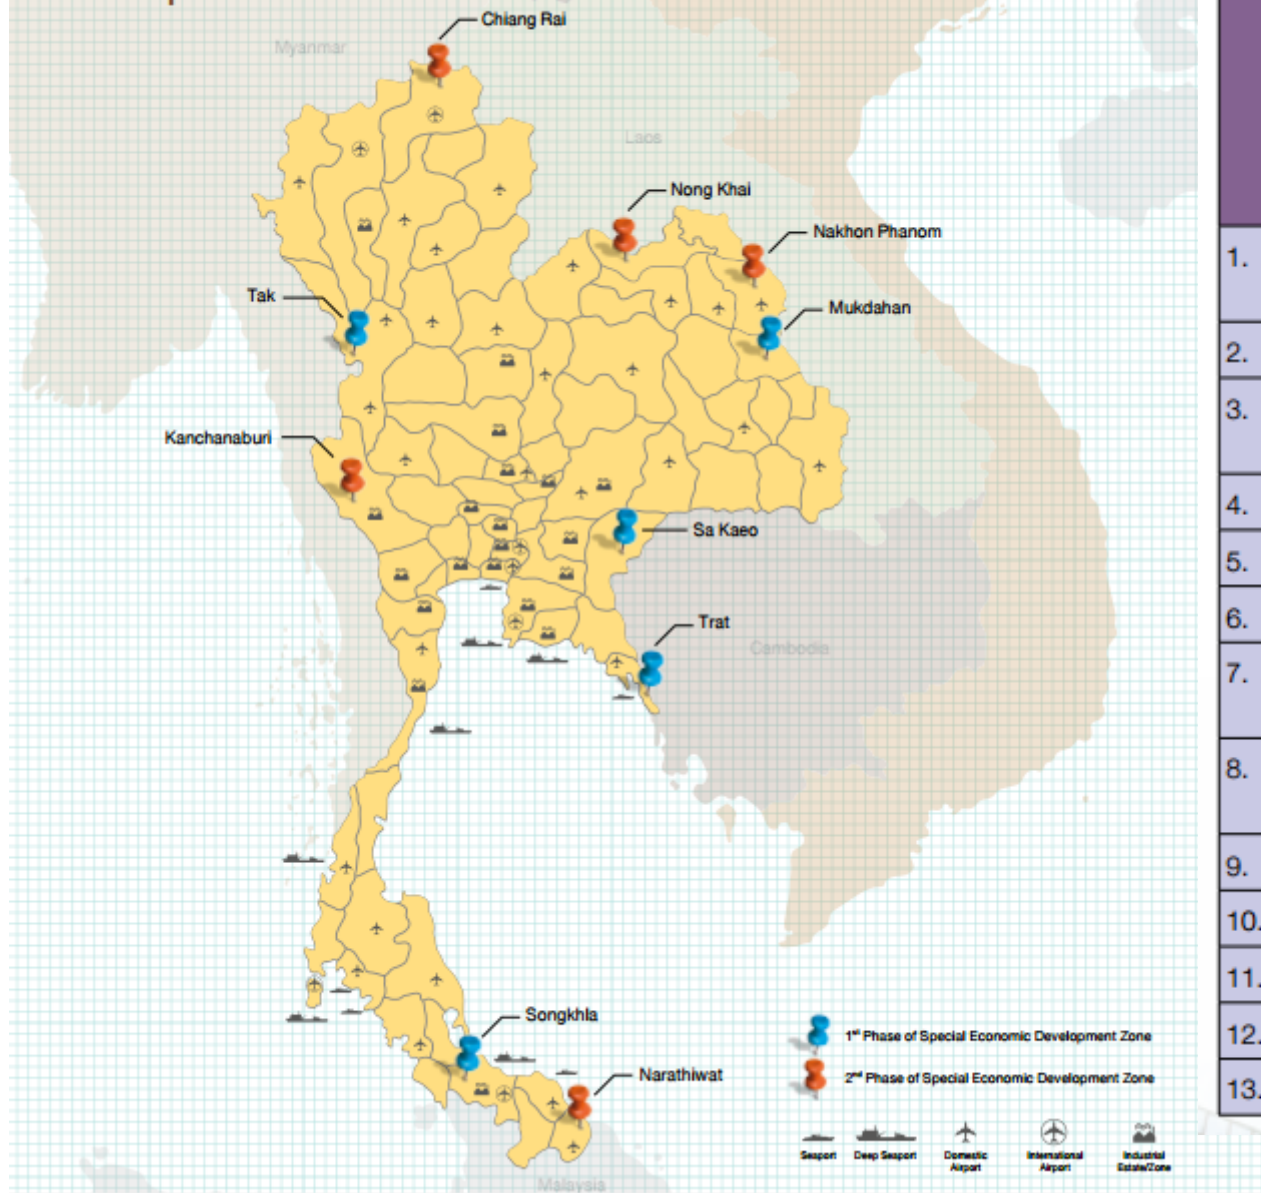 Chiang Rai
Myanmar
Laos
Nong Khai
Nakhon Phanom
Tak
Mukdahan
Kanchanaburi
Sa Kaeo
Trat
Cambodia
Songkhla
Narathiwat
Malaysia
1st Phase of Special Economic Development Zone
2nd Phase of Special Economic Development Zone
Seaport
Deep Seaport
Domestic
Airport
International
Airport
Industrial
Estate/Zone
1.
2.
3.
4.
5.
6.
7.
8.
9.
10.
11.
12.
13.